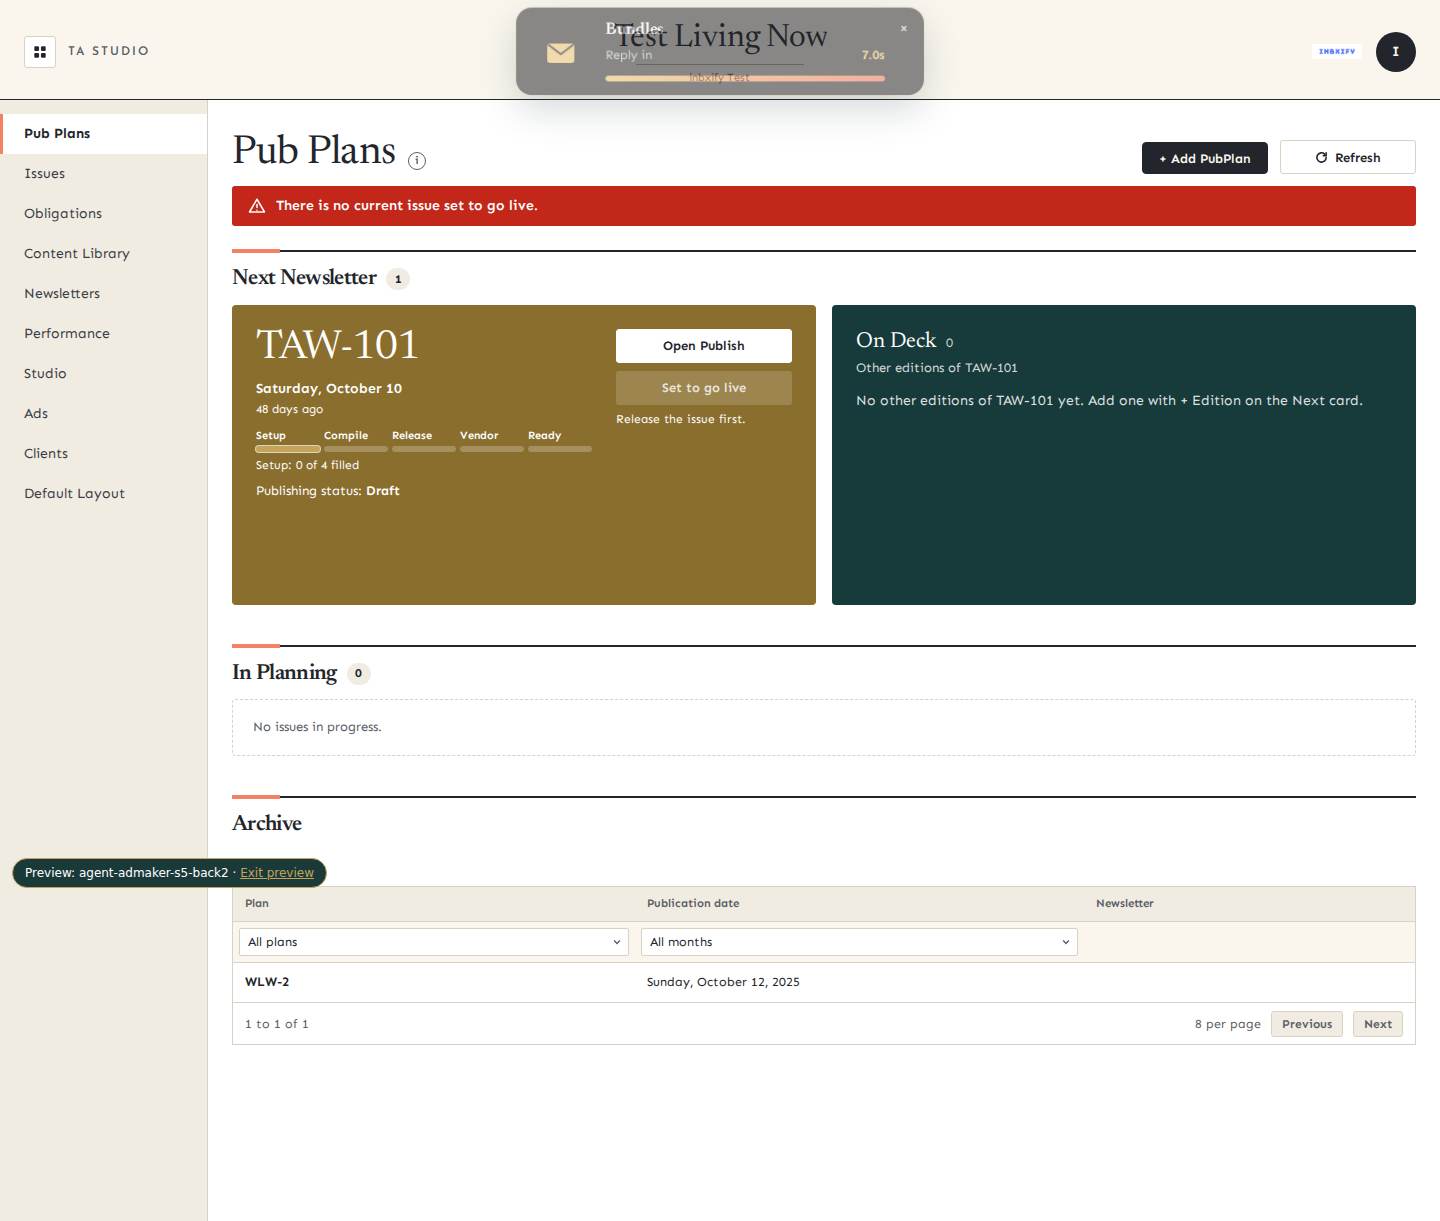 TA STUDIO
Bundles
Test Living Now
Reply in 7.0s
Inbxify Test
×
INBXIFY
I
Pub Plans
Issues
Obligations
Content Library
Newsletters
Performance
Studio
Ads
Clients
Default Layout
Pub Plans i
+ Add PubPlan
Refresh
There is no current issue set to go live.
Next Newsletter 1
TAW-101
Saturday, October 10
48 days ago
Setup Compile Release Vendor Ready
Setup: 0 of 4 filled
Publishing status: Draft
Open Publish
Set to go live
Release the issue first.
On Deck 0
Other editions of TAW-101
No other editions of TAW-101 yet. Add one with + Edition on the Next card.
In Planning 0
No issues in progress.
Archive
Preview: agent-admaker-s5-back2 · Exit preview
Plan Publication date Newsletter
All plans All months
WLW-2 Sunday, October 12, 2025
1 to 1 of 1 8 per page Previous Next